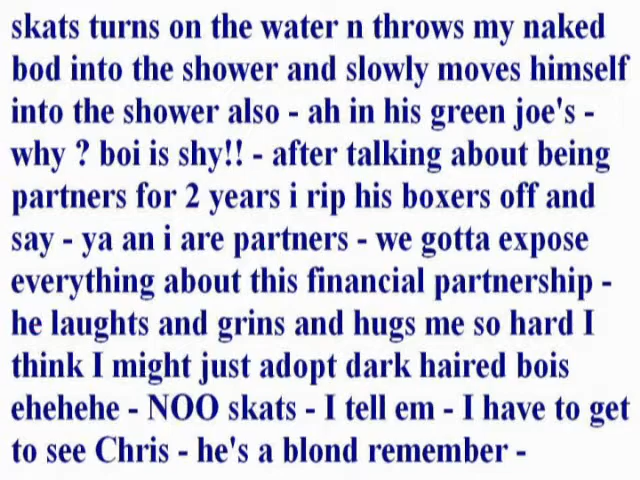 skats turns on the water n throws my naked
bod into the shower and slowly moves himself
into the shower also - ah in his green joe's -
why ? boi is shy!! - after talking about being
partners for 2 years i rip his boxers off and
say - ya an i are partners - we gotta expose
everything about this financial partnership -
he laughts and grins and hugs me so hard I
think I might just adopt dark haired bois
ehehehe - NOO skats - I tell em - I have to get
to see Chris - he's a blond remember -